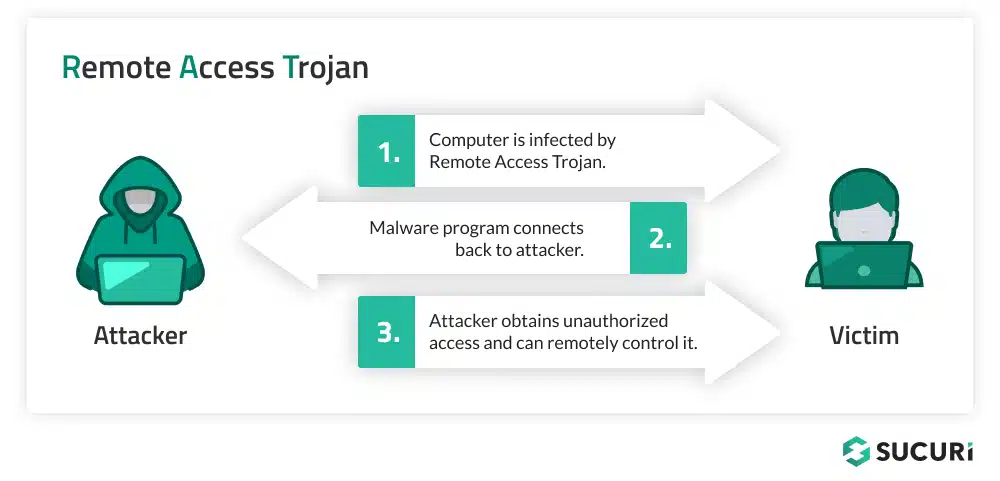 Remote Access Trojan
1.
Computer is infected by
Remote Access Trojan.
Malware program connects
back to attacker.
2.
3.
Attacker obtains unauthorized
access and can remotely control it.
Attacker
Victim
SUCURi